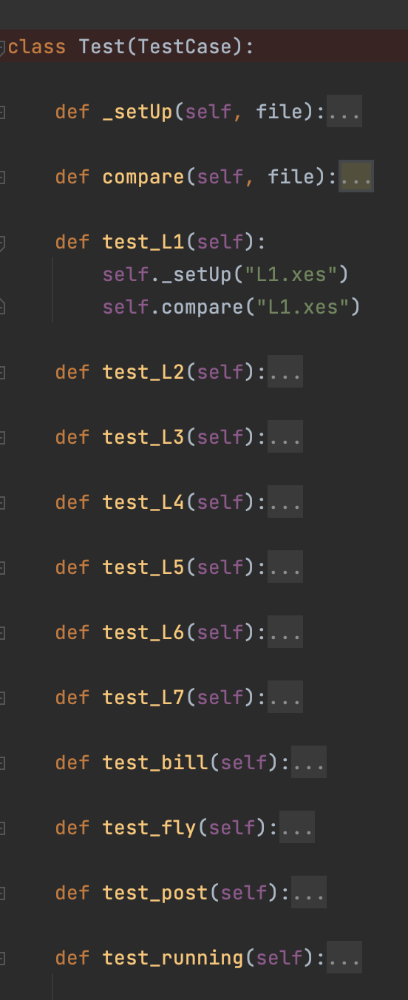 class Test(TestCase):
def _setUp(self, file):...
def compare(self, file):...
def test_L1(self):
self._setUp("L1.xes")
self.compare("L1.xes")
def test_L2(self):...
def test_L3(self):...
def test_L4(self):...
def test_L5(self):...
def test_L6(self):...
def test_L7(self):...
def test_bill(self):...
def test_fly(self):...
def test_post(self):...
def test_running(self):...